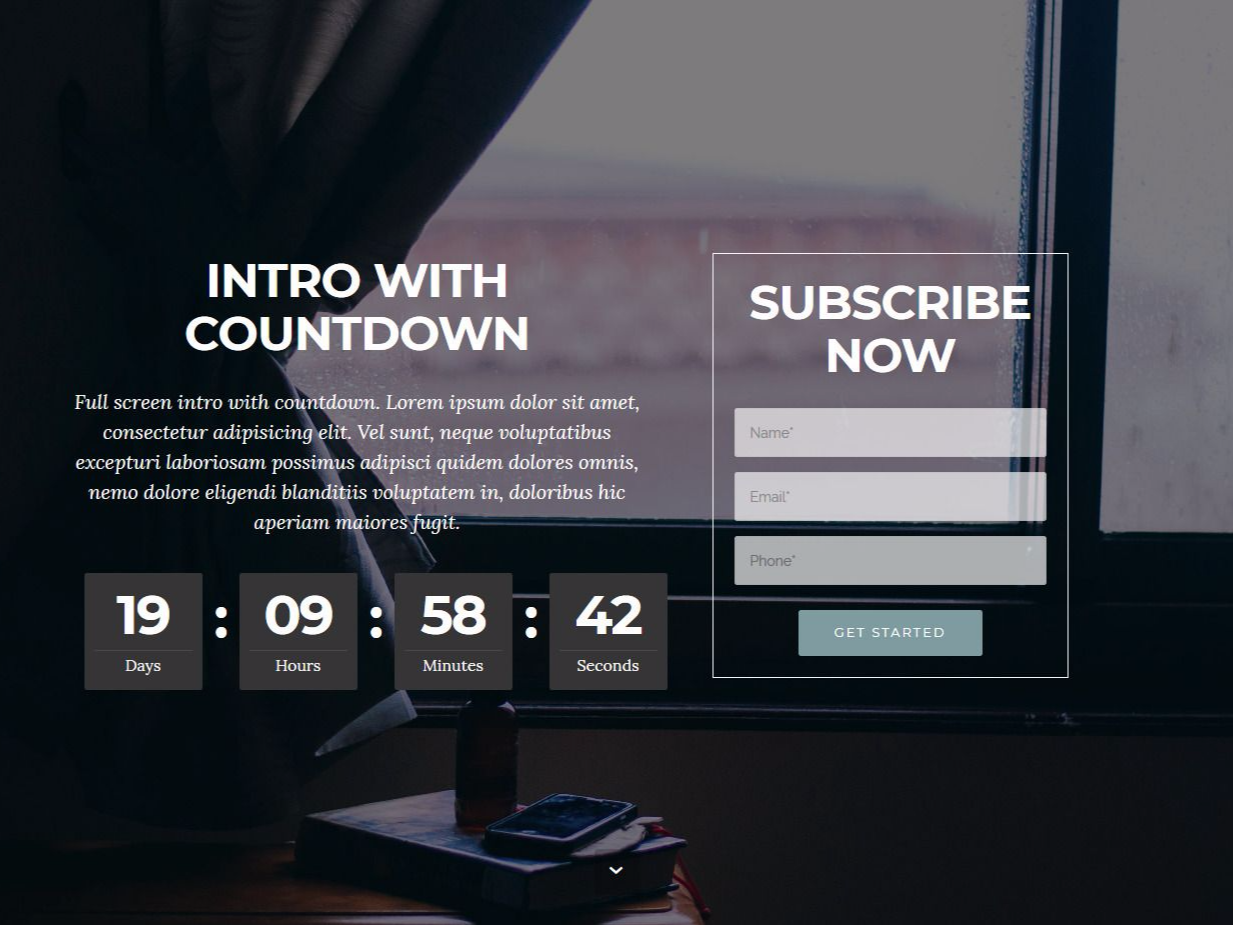 INTRO WITH
COUNTDOWN
Full screen intro with countdown. Lorem ipsum dolor sit amet,
consectetur adipisicing elit. Vel sunt, neque voluptatibus
excepturi laboriosam possimus adipisci quidem dolores omnis,
nemo dolore eligendi blanditiis voluptatem in, doloribus hic
aperiam maiores fugit.
19 : 09 : 58 : 42
Days Hours Minutes Seconds
SUBSCRIBE
NOW
Name*
Email*
Phone*
GET STARTED